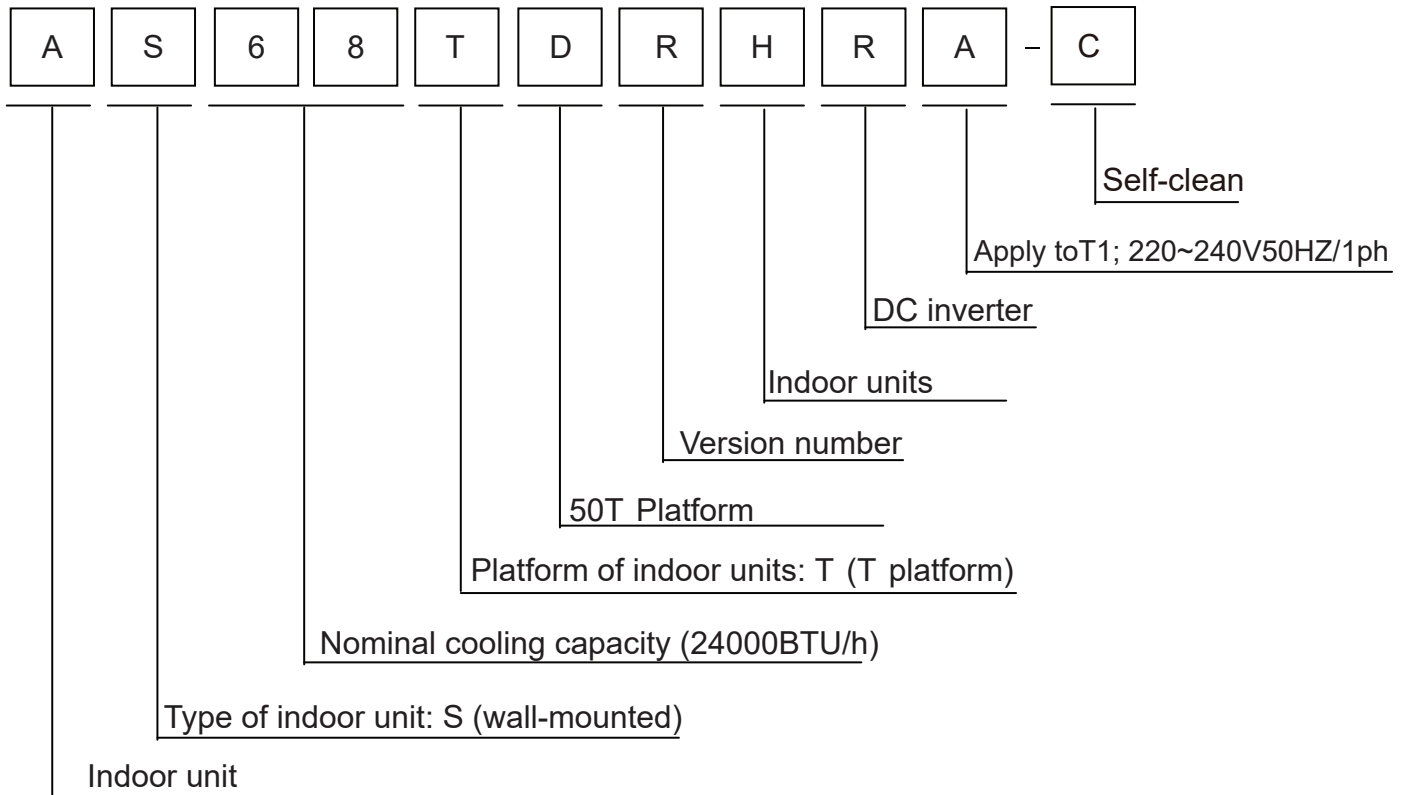 A S 6 8 T D R H R A - C
Self-clean
Apply toT1; 220~240V50HZ/1ph
DC inverter
Indoor units
Version number
50T Platform
Platform of indoor units: T (T platform)
Nominal cooling capacity (24000BTU/h)
Type of indoor unit: S (wall-mounted)
Indoor unit